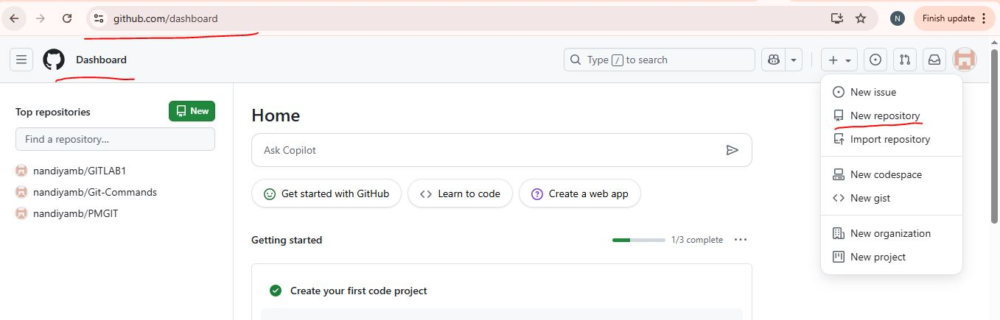 github.com/dashboard
N
Finish update
Dashboard
Type / to search
Top repositories
New
Find a repository...
nandiyamb/GITLAB1
nandiyamb/Git-Commands
nandiyamb/PMGIT
Home
Ask Copilot
Get started with GitHub
Learn to code
Create a web app
Getting started
1/3 complete
Create your first code project
New issue
New repository
Import repository
New codespace
New gist
New organization
New project